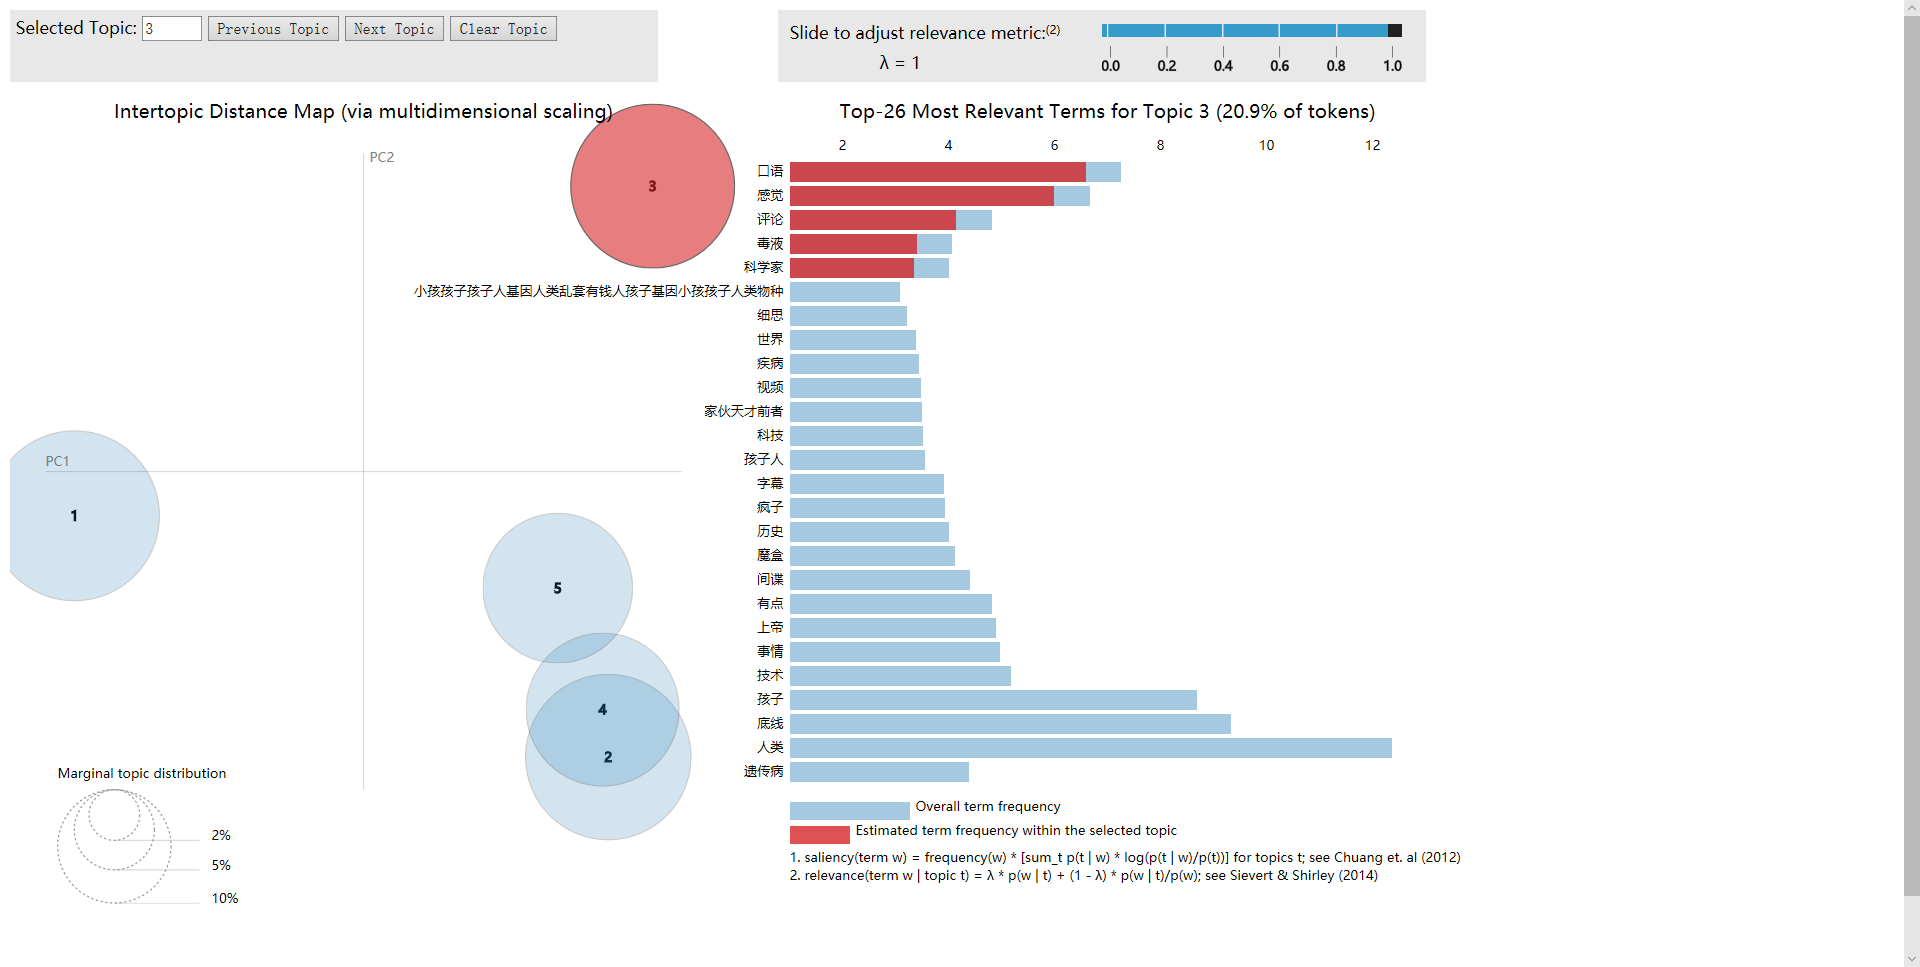 Selected Topic: 3 Previous Topic Next Topic Clear Topic
Slide to adjust relevance metric:(2)
λ = 1
0.0 0.2 0.4 0.6 0.8 1.0
Intertopic Distance Map (via multidimensional scaling)
PC2
PC1
3
1
5
4
2
Marginal topic distribution
2%
5%
10%
Top-26 Most Relevant Terms for Topic 3 (20.9% of tokens)
2 4 6 8 10 12
口语
感觉
评论
毒液
科学家
小孩孩子孩子人基因人类乱套有钱人孩子基因小孩孩子人类物种
细思
世界
疾病
视频
家伙天才前者
科技
孩子人
字幕
疯子
历史
魔盒
间谍
有点
上帝
事情
技术
孩子
底线
人类
遗传病
Overall term frequency
Estimated term frequency within the selected topic
1. saliency(term w) = frequency(w) * [sum_t p(t | w) * log(p(t | w)/p(t))] for topics t; see Chuang et. al (2012)
2. relevance(term w | topic t) = λ * p(w | t) + (1 - λ) * p(w | t)/p(w); see Sievert & Shirley (2014)